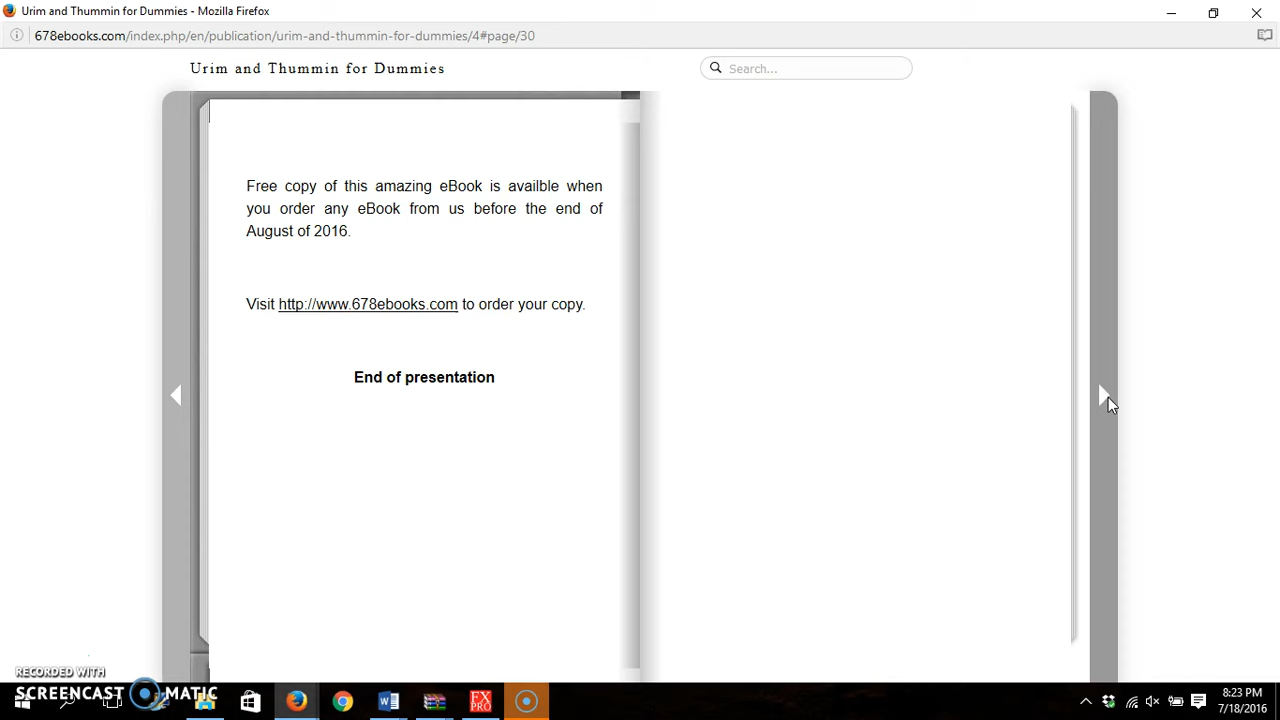 Urim and Thummin for Dummies - Mozilla Firefox
678ebooks.com/index.php/en/publication/urim-and-thummin-for-dummies/4#page/30
Urim and Thummin for Dummies
Search...
Free copy of this amazing eBook is availble when
you order any eBook from us before the end of
August of 2016.
Visit http://www.678ebooks.com to order your copy.
End of presentation
RECORDED WITH
SCREENCAST MATIC
FX
PRO
8:23 PM
7/18/2016